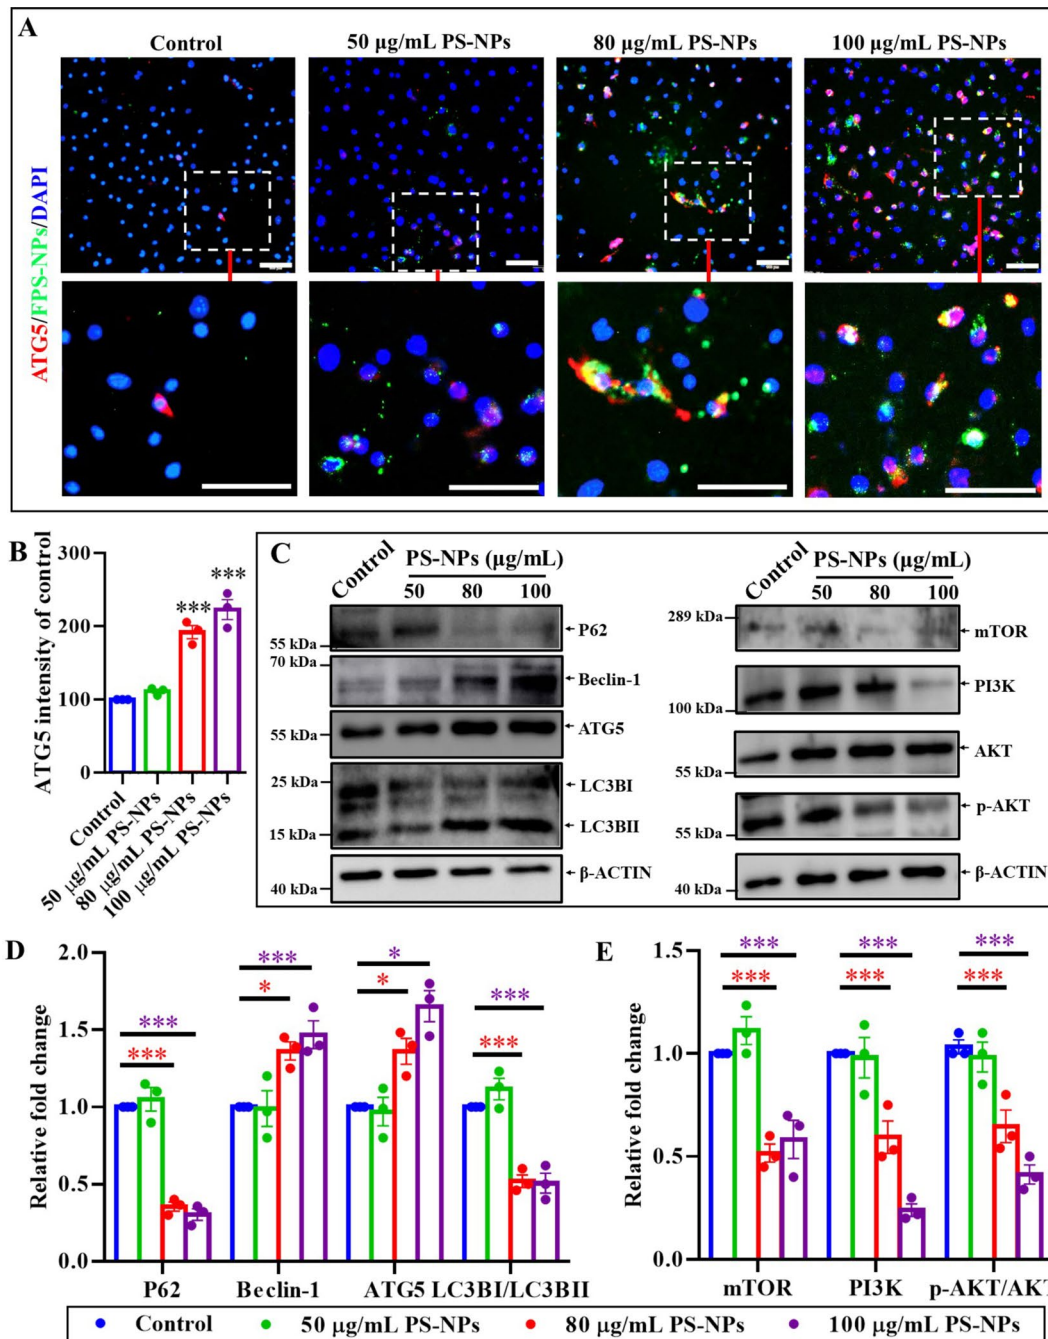 A
Control
50 μg/mL PS-NPs
80 μg/mL PS-NPs
100 μg/mL PS-NPs
ATG5/FPS-NPs/DAPI
B
ATG5 intensity of control
300
200
100
0
Control
50 μg/mL PS-NPs
80 μg/mL PS-NPs
100 μg/mL PS-NPs
***
***
C
Control
PS-NPs (μg/mL)
50 80 100
P62
55 kDa
70 kDa
Beclin-1
ATG5
55 kDa
25 kDa
LC3BI
LC3BII
15 kDa
β-ACTIN
40 kDa
Control
PS-NPs (μg/mL)
50 80 100
289 kDa
mTOR
PI3K
100 kDa
AKT
55 kDa
p-AKT
55 kDa
β-ACTIN
40 kDa
D
Relative fold change
2.0
1.5
1.0
0.5
0.0
***
***
***
*
*
*
***
***
P62 Beclin-1 ATG5 LC3BI/LC3BII
E
Relative fold change
1.5
1.0
0.5
0.0
***
***
***
***
***
***
mTOR PI3K p-AKT/AKT
Control 50 μg/mL PS-NPs 80 μg/mL PS-NPs 100 μg/mL PS-NPs